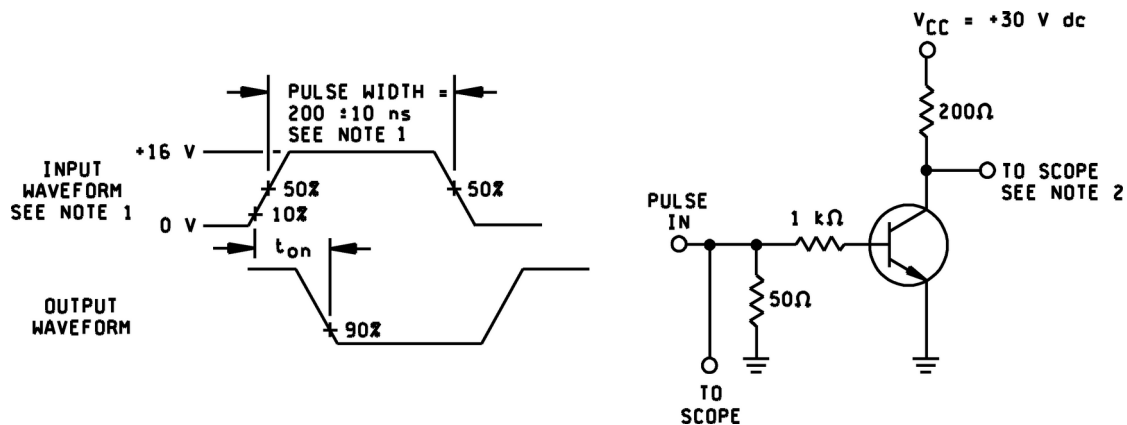 V_CC = +30 V dc
PULSE WIDTH =
200 ±10 ns
SEE NOTE 1
200Ω
+16 V
INPUT
WAVEFORM
SEE NOTE 1
50%
50%
10%
0 V
t_on
TO SCOPE
SEE NOTE 2
PULSE
IN
1 kΩ
50Ω
OUTPUT
WAVEFORM
90%
TO
SCOPE